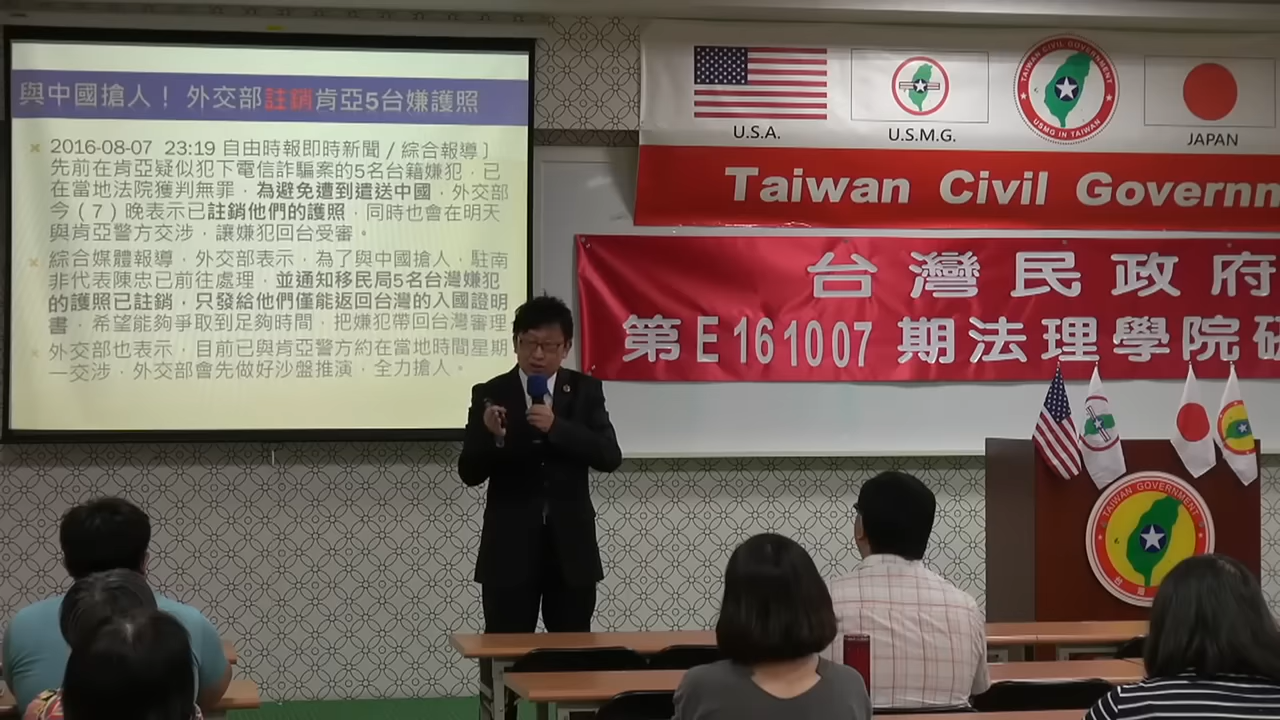 與中國搶人！ 外交部註銷肯亞5台嫌護照
2016-08-07 23:19 自由時報即時新聞／綜合報導〕
先前在肯亞疑似犯下電信詐騙案的5名台籍嫌犯，已
在當地法院獲判無罪，為避免遭到遣送中國，外交部
今（7）晚表示已註銷他們的護照，同時也會在明天
與肯亞警方交涉，讓嫌犯回台受審。
綜合媒體報導，外交部表示，為了與中國搶人，駐南
非代表陳忠已前往處理，並通知移民局5名台灣嫌犯
的護照已註銷，只發給他們僅能返回台灣的入國證明
書，希望能夠爭取到足夠時間，把嫌犯帶回台灣審理
外交部也表示，目前已與肯亞警方約在當地時間星期
一交涉，外交部會先做好沙盤推演，全力搶人。
U.S.A.
U.S.M.G.
TAIWAN CIVIL GOVERNMENT
USMG IN TAIWAN
JAPAN
Taiwan Civil Governm
台灣民政府
第E161007期法理學院研
TAIWAN GOVERNMENT
台灣